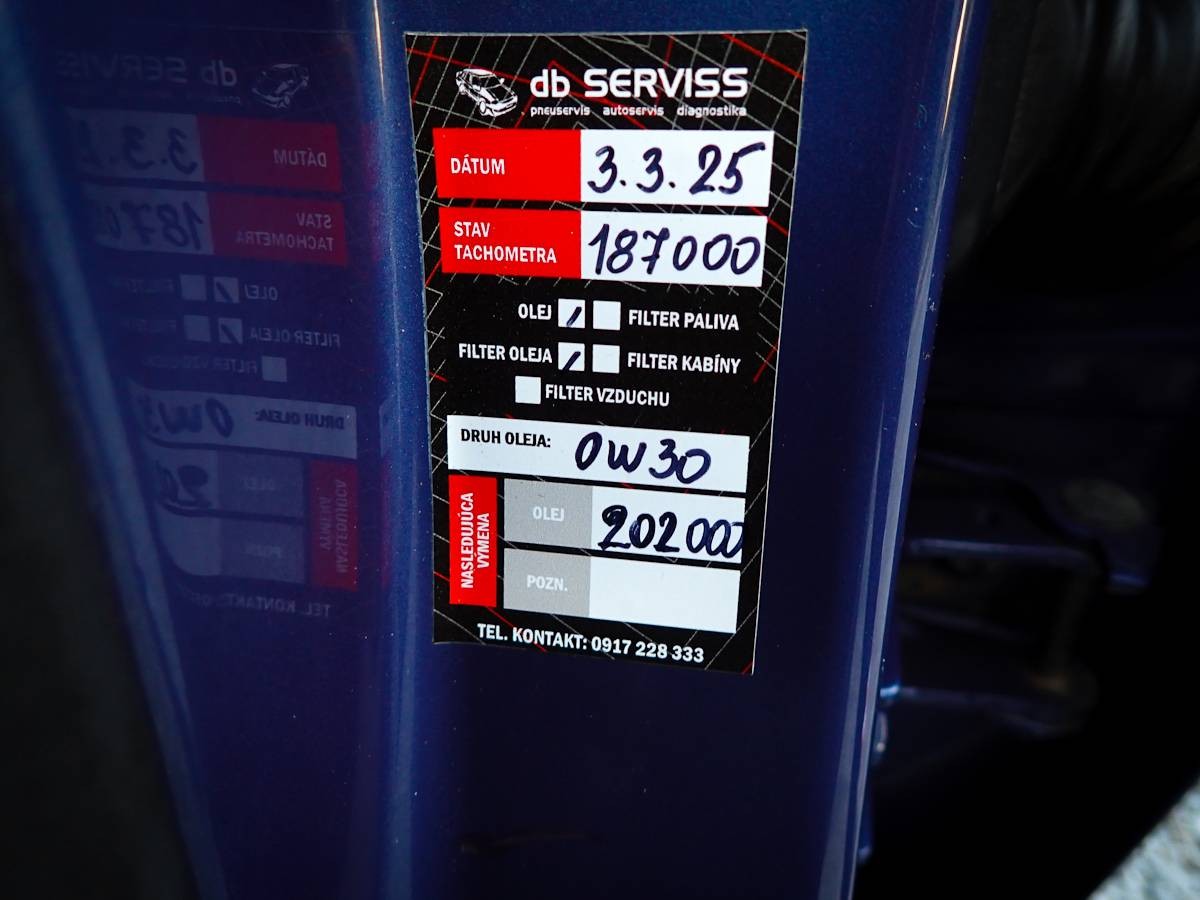 db SERVISS
pneuservis autoservis diagnostika
DÁTUM 3.3.25
STAV
TACHOMETRA 187000
OLEJ FILTER PALIVA
FILTER OLEJA FILTER KABÍNY
FILTER VZDUCHU
DRUH OLEJA: 0W30
NASLEDUJÚCA
VÝMENA
OLEJ 202000
POZN.
TEL. KONTAKT: 0917 228 333